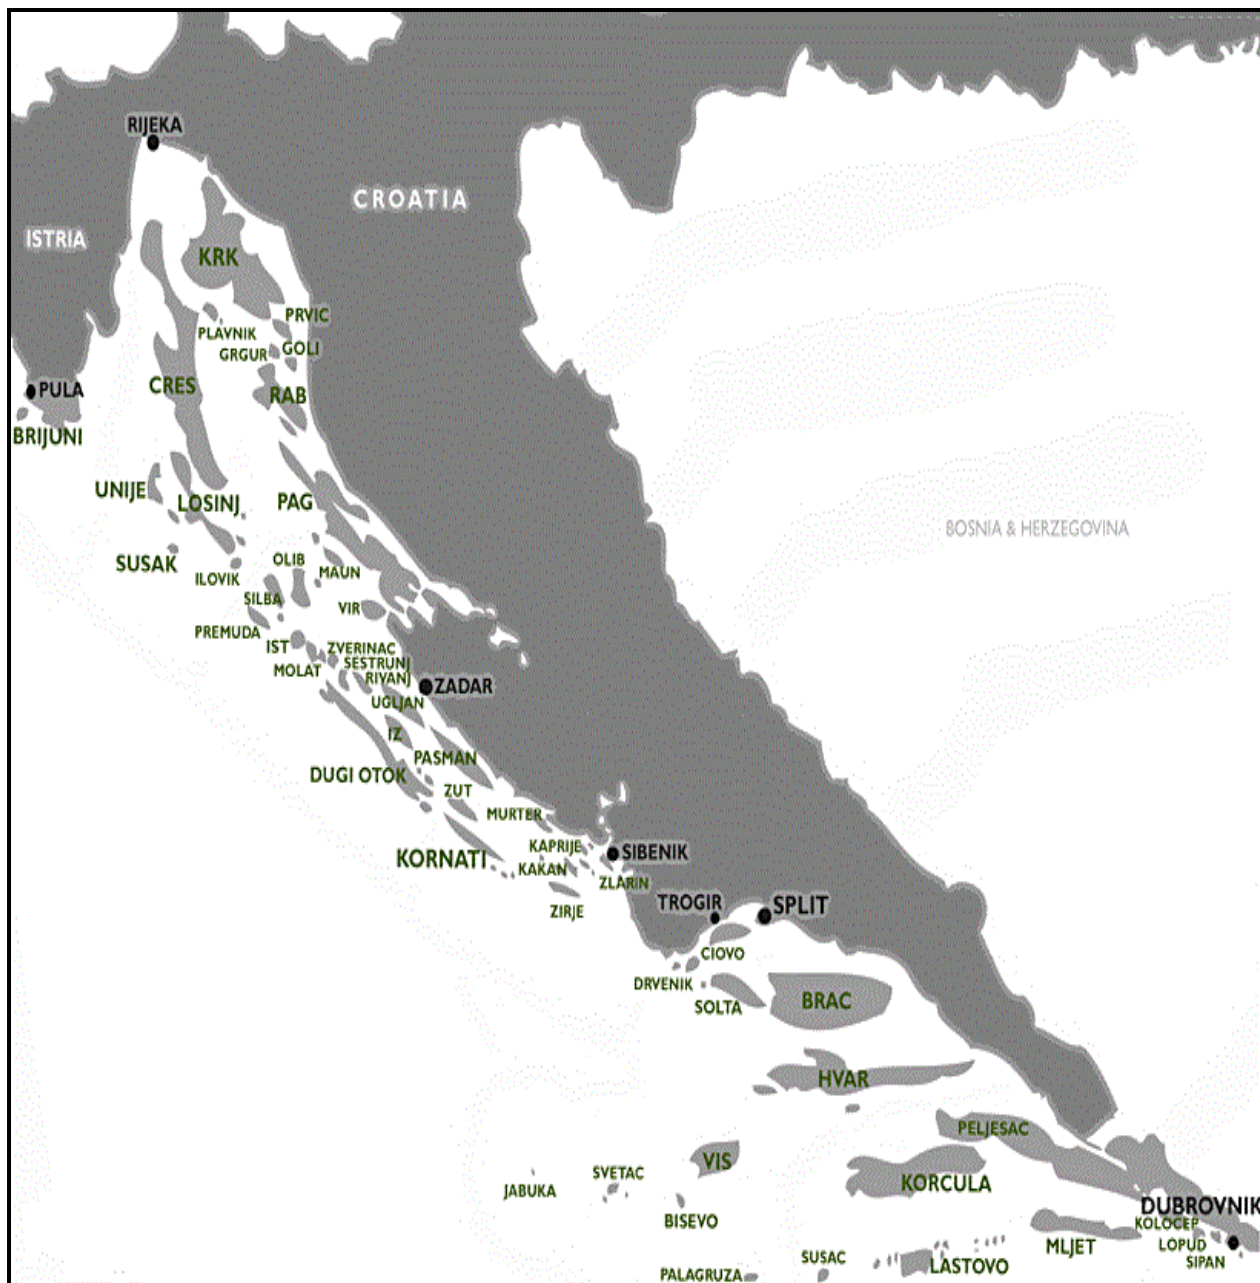 RIJEKA
CROATIA
ISTRIA
KRK
PRVIC
PLAVNIK
GOLI
GRGUR
CRES
PULA
RAB
BRIJUNI
UNIJE
LOSINJ
PAG
BOSNIA & HERZEGOVINA
SUSAK
OLIB
MAUN
ILOVIK
SILBA
VIR
PREMUDA
IST
ZVERINAC
SESTRUNJ
MOLAT
RIVANJ
ZADAR
UGLJAN
IZ
PASMAN
DUGI OTOK
ZUT
MURTER
KAPRIJE
SIBENIK
KORNATI
KAKAN
ZLARIN
ZIRJE
TROGIR
SPLIT
CIOVO
DRVENIK
SOLTA
BRAC
HVAR
PELJESAC
VIS
SVETAC
KORCULA
JABUKA
BISEVO
DUBROVNIK
KOLOCEP
MLJET
LOPUD
SUSAC
SIPAN
LASTOVO
PALAGRUZA